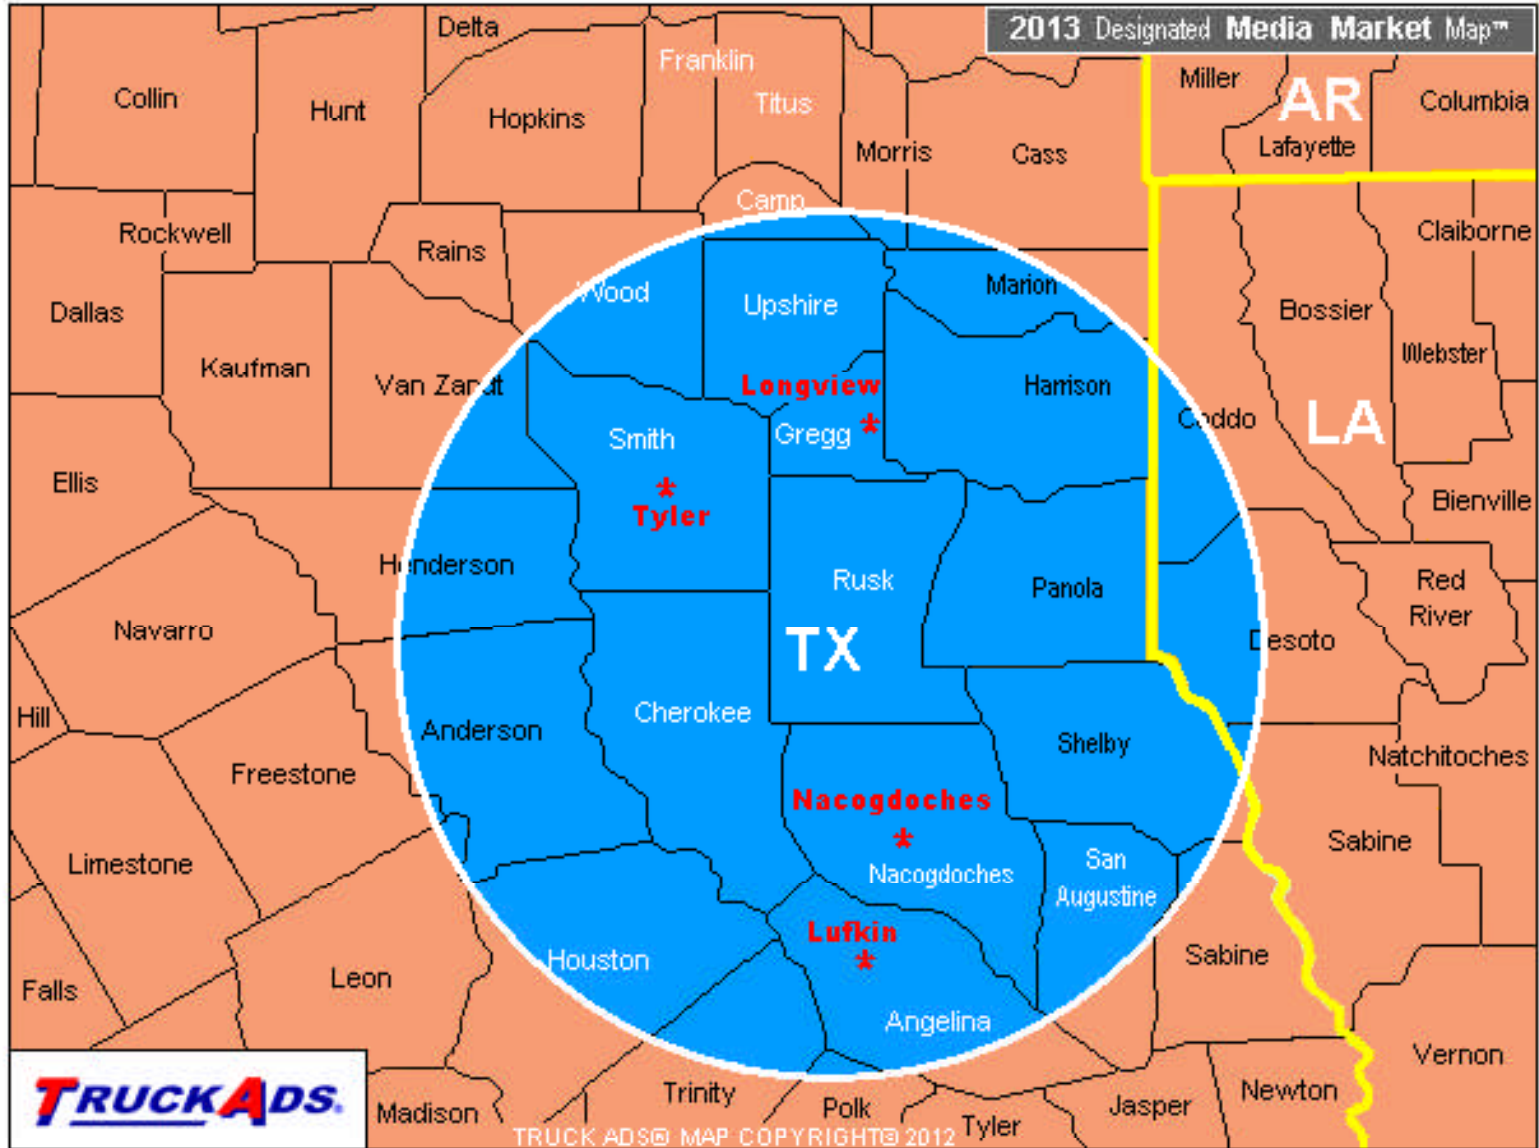 Delta
2013 Designated Media Market Map™
Franklin
Miller
AR
Collin
Hunt
Hopkins
Titus
Columbia
Morris
Cass
Lafayette
Camp
Rockwell
Rains
Claiborne
Wood
Upshire
Marion
Dallas
Bossier
Kaufman
Van Zandt
Longview
Harrison
Webster
Smith
Gregg
*
Coddo
LA
Ellis
*
Tyler
Bienville
Henderson
Rusk
Panola
Red
River
Navarro
TX
Desoto
Hill
Anderson
Cherokee
Shelby
Freestone
Natchitoches
Nacogdoches
*
Limestone
Nacogdoches
San
Augustine
Sabine
Lufkin
*
Houston
Sabine
Falls
Leon
Angelina
Vernon
TRUCKADS.
Madison
Trinity
Polk
Tyler
Jasper
Newton
TRUCK ADS® MAP COPYRIGHT© 2012